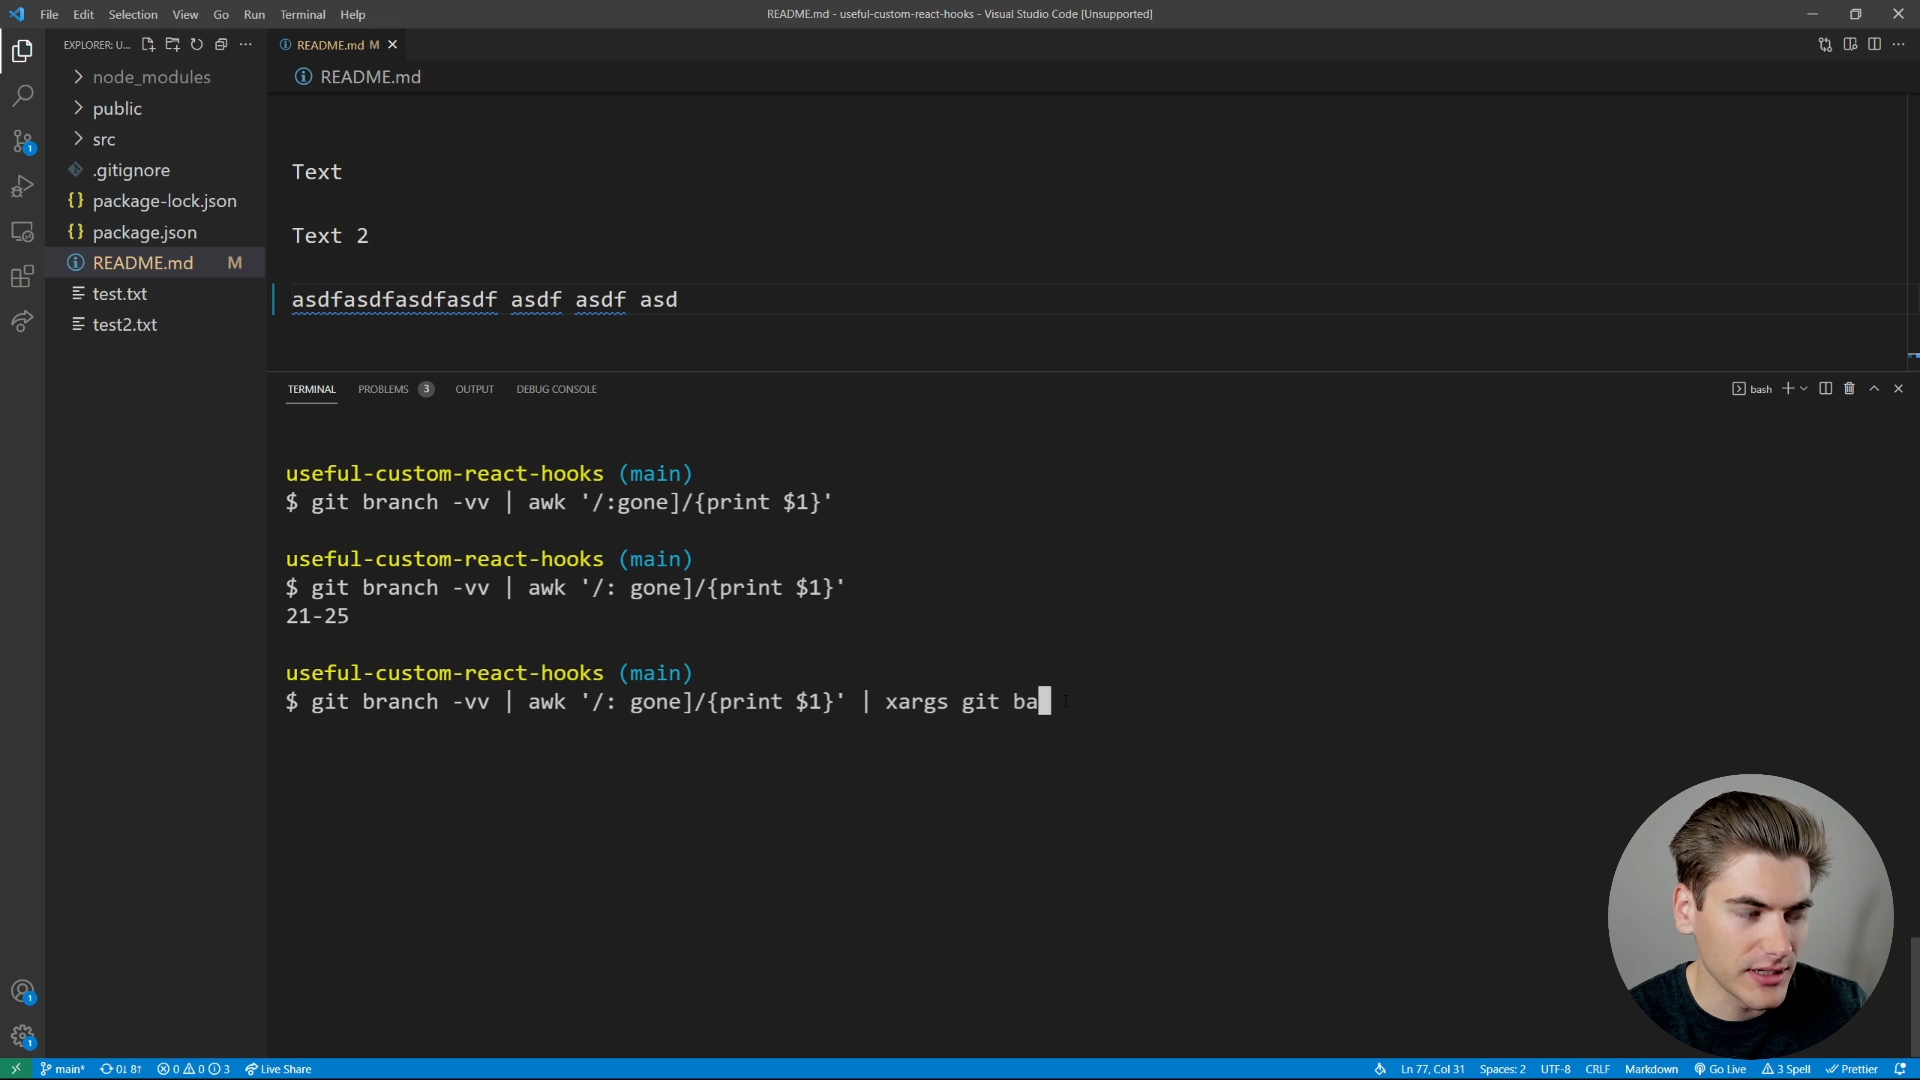 File Edit Selection View Go Run Terminal Help
README.md - useful-custom-react-hooks - Visual Studio Code [Unsupported]
EXPLORER: U...
README.md M
node_modules
README.md
public
src
.gitignore
package-lock.json
package.json
README.md M
test.txt
test2.txt
Text
Text 2
asdfasdfasdfasdf asdf asdf asd
TERMINAL PROBLEMS 3 OUTPUT DEBUG CONSOLE
bash
useful-custom-react-hooks (main)
$ git branch -vv | awk '/:gone]/{print $1}'
useful-custom-react-hooks (main)
$ git branch -vv | awk '/: gone]/{print $1}'
21-25
useful-custom-react-hooks (main)
$ git branch -vv | awk '/: gone]/{print $1}' | xargs git ba
1
1
1
main* 0↓ 8↑ 0 0 3 Live Share
Ln 77, Col 31 Spaces: 2 UTF-8 CRLF Markdown Go Live 3 Spell Prettier